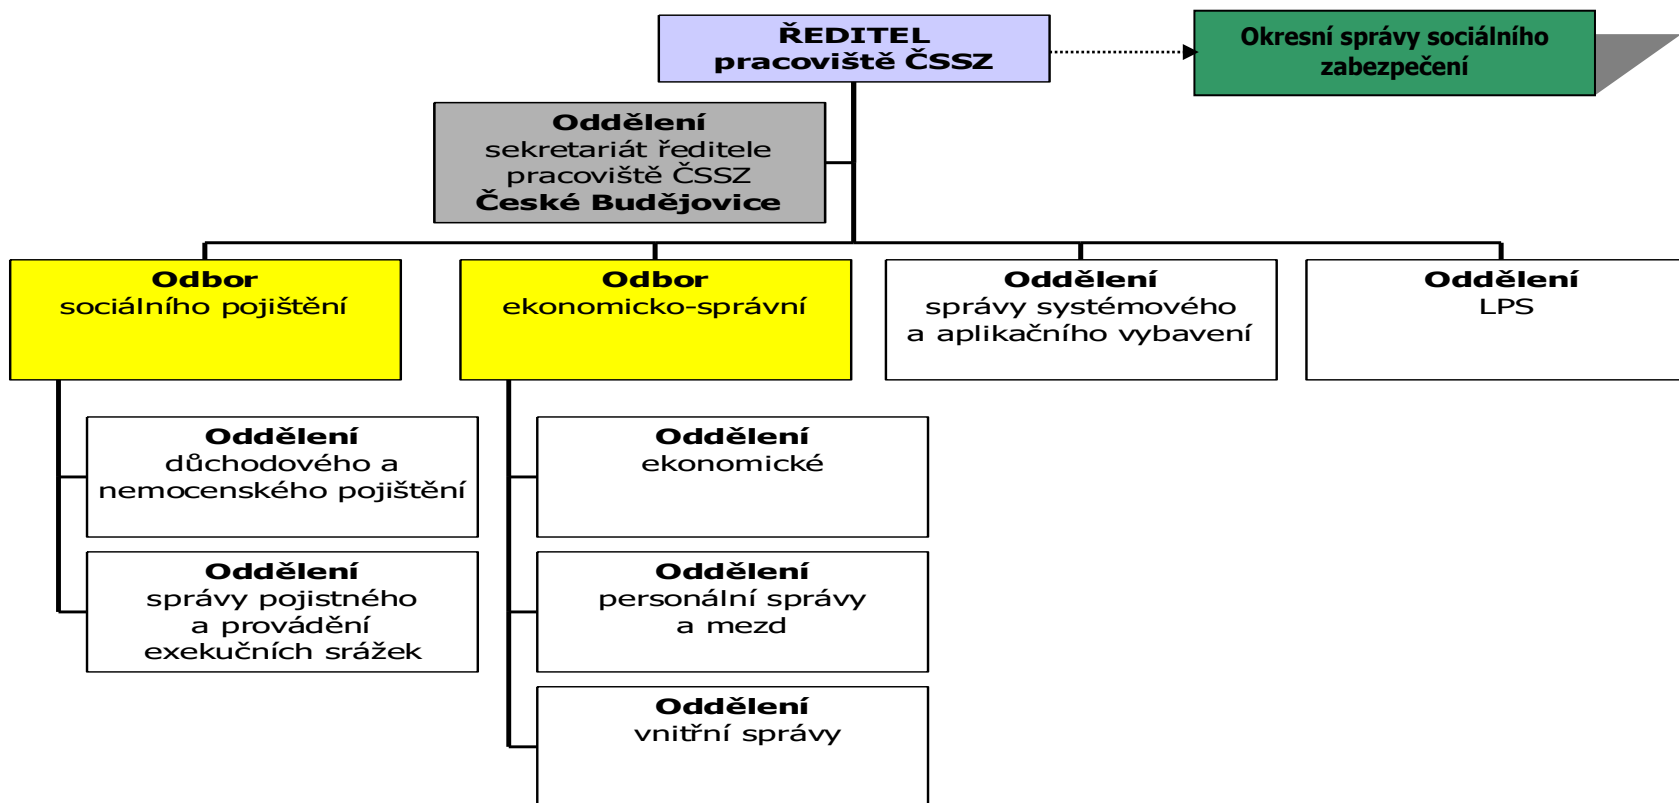 ŘEDITEL
pracoviště ČSSZ
Okresní správy sociálního
zabezpečení
Oddělení
sekretariát ředitele
pracoviště ČSSZ
České Budějovice
Odbor
sociálního pojištění
Odbor
ekonomicko-správní
Oddělení
správy systémového
a aplikačního vybavení
Oddělení
LPS
Oddělení
důchodového a
nemocenského pojištění
Oddělení
ekonomické
Oddělení
správy pojistného
a provádění
exekučních srážek
Oddělení
personální správy
a mezd
Oddělení
vnitřní správy